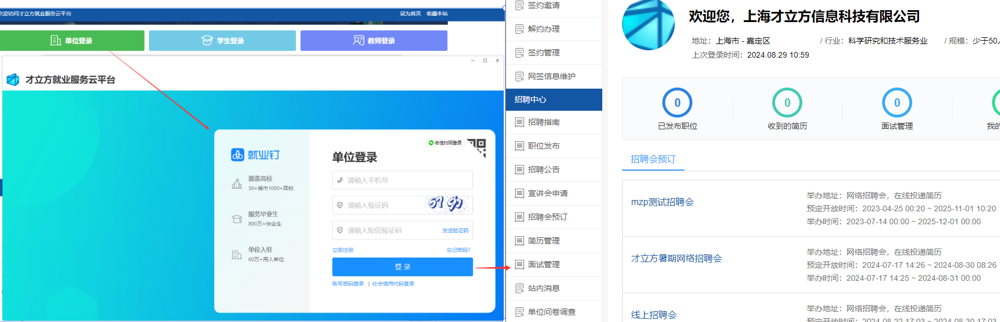 欢迎访问才立方就业服务云平台
设为首页 收藏本站
单位登录
学生登录
教师登录
才立方就业服务云平台
就业钉
覆盖高校
30+省市1000+高校
服务毕业生
800万+毕业生
单位入驻
60万+用人单位
微信扫码登录
单位登录
请输入手机号
请输入验证码
请输入短信验证码
发送验证码
立即注册
忘记密码?
登 录
账号密码登录 | 社会信用代码登录
签约邀请
解约办理
签约管理
网签信息维护
招聘中心
招聘指南
职位发布
招聘公告
宣讲会申请
招聘会预订
简历管理
面试管理
站内消息
单位问卷调查
欢迎您，上海才立方信息科技有限公司
地址：上海市 - 嘉定区 / 行业：科学研究和技术服务业 / 规模：少于50人
上次登录时间：2024.08.29 10:59
0
已发布职位
0
收到的简历
0
面试管理
我的
招聘会预订
mzp测试招聘会
举办地址：网络招聘会，在线投递简历
预定开放时间：2023-04-25 00:20 ~ 2025-11-01 10:20
举办时间：2023-07-14 00:00 ~ 2025-12-01 00:00
才立方暑期网络招聘会
举办地址：网络招聘会，在线投递简历
预定开放时间：2024-07-17 14:26 ~ 2024-08-30 08:26
举办时间：2024-07-17 14:25 ~ 2024-08-31 00:00
线上招聘会
举办地址：网络招聘会，在线投递简历
预定开放时间：2024-08-22 17:03 ~ 2024-08-30 17:03